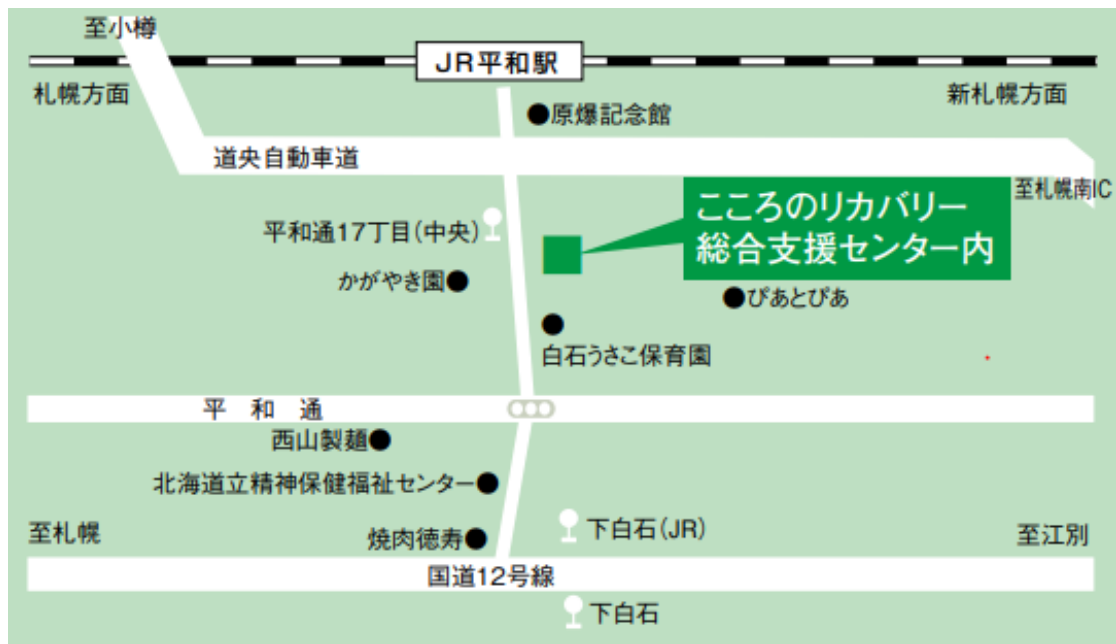 至小樽
JR平和駅
札幌方面
新札幌方面
●原爆記念館
道央自動車道
至札幌南IC
こころのリカバリー
総合支援センター内
平和通17丁目(中央)
かがやき園●
●ぴあとぴあ
●
白石うさこ保育園
平和通
西山製麺●
北海道立精神保健福祉センター●
至札幌
焼肉徳寿●
下白石(JR)
至江別
国道12号線
下白石